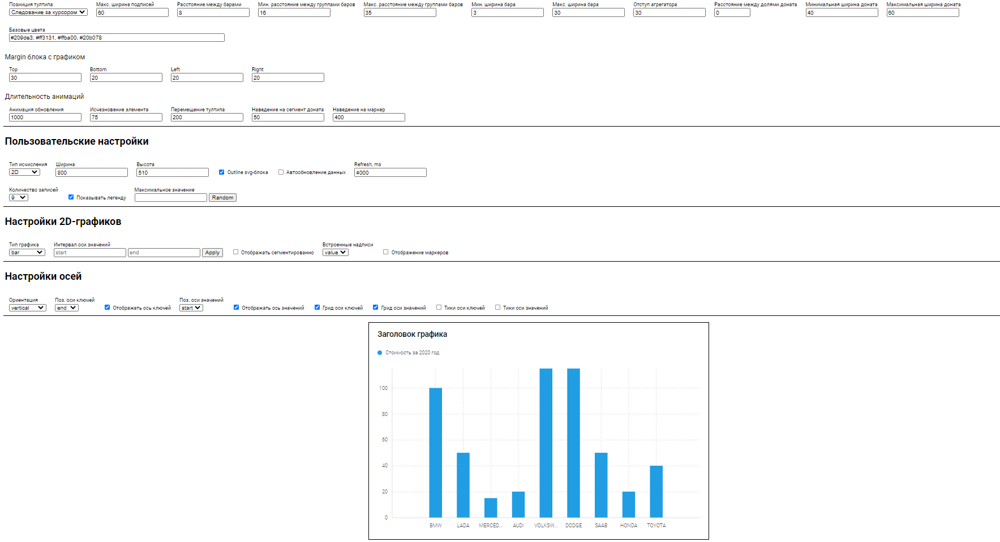 Позиция тултипа Макс. ширина подписей Расстояние между барами Мин. расстояние между группами баров Макс. расстояние между группами баров Мин. ширина бара Макс. ширина бара Отступ агрегатора Расстояние между долями доната Минимальная ширина доната Максимальная ширина доната
Следование за курсором 60 8 16 35 3 30 30 0 40 60
Базовые цвета
#209de3, #ff3131, #ffba00, #20b078
Margin блока с графиком
Top Bottom Left Right
30 20 20 20
Длительность анимаций
Анимация обновления Исчезновение элемента Перемещение тултипа Наведение на сегмент доната Наведение на маркер
1000 75 200 50 400
Пользовательские настройки
Тип исчисления Ширина Высота Refresh, ms
2D 800 510 Outline svg-блока Автообновление данных 4000
Количество записей Максимальное значение
9 Показывать легенду Random
Настройки 2D-графиков
Тип графика Интервал оси значений Встроенные надписи
bar start end Apply Отображать сегментированно value Отображение маркеров
Настройки осей
Ориентация Поз. оси ключей Поз. оси значений
vertical end Отображать ось ключей start Отображать ось значений Грид оси ключей Грид оси значений Тики оси ключей Тики оси значений
Заголовок графика
Стоимость за 2020 год
100
80
60
40
20
0
BMW LADA MERCED... AUDI VOLKSW... DODGE SAAB HONDA TOYOTA